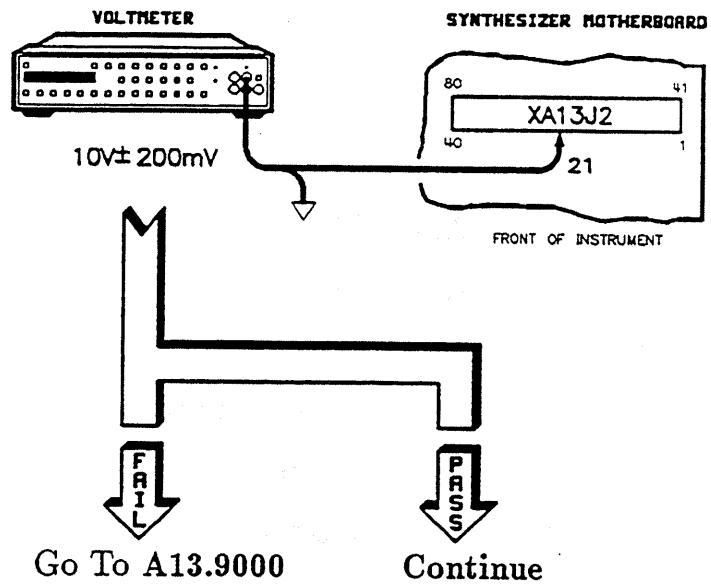 VOLTMETER
SYNTHESIZER MOTHERBOARD
80
41
XA13J2
40
1
21
10V± 200mV
FRONT OF INSTRUMENT
FAIL
PASS
Go To A13.9000
Continue